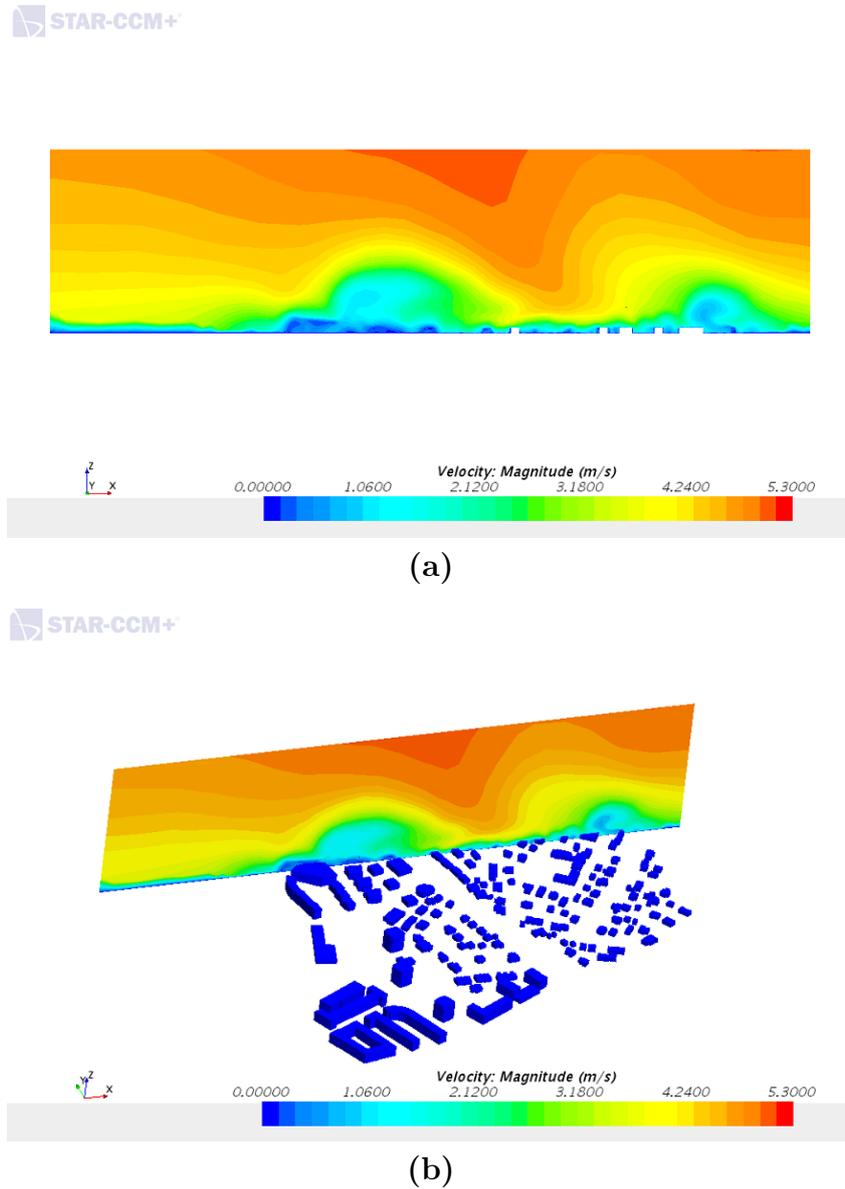 STAR-CCM+
Z
Y X
Velocity: Magnitude (m/s)
0.00000 1.0600 2.1200 3.1800 4.2400 5.3000
(a)
STAR-CCM+
Y Z
X
Velocity: Magnitude (m/s)
0.00000 1.0600 2.1200 3.1800 4.2400 5.3000
(b)